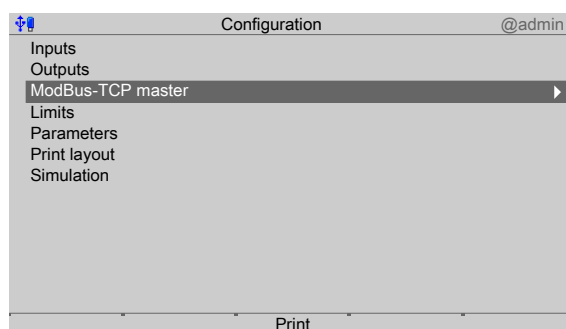 Configuration @admin
Inputs
Outputs
ModBus-TCP master
Limits
Parameters
Print layout
Simulation
Print